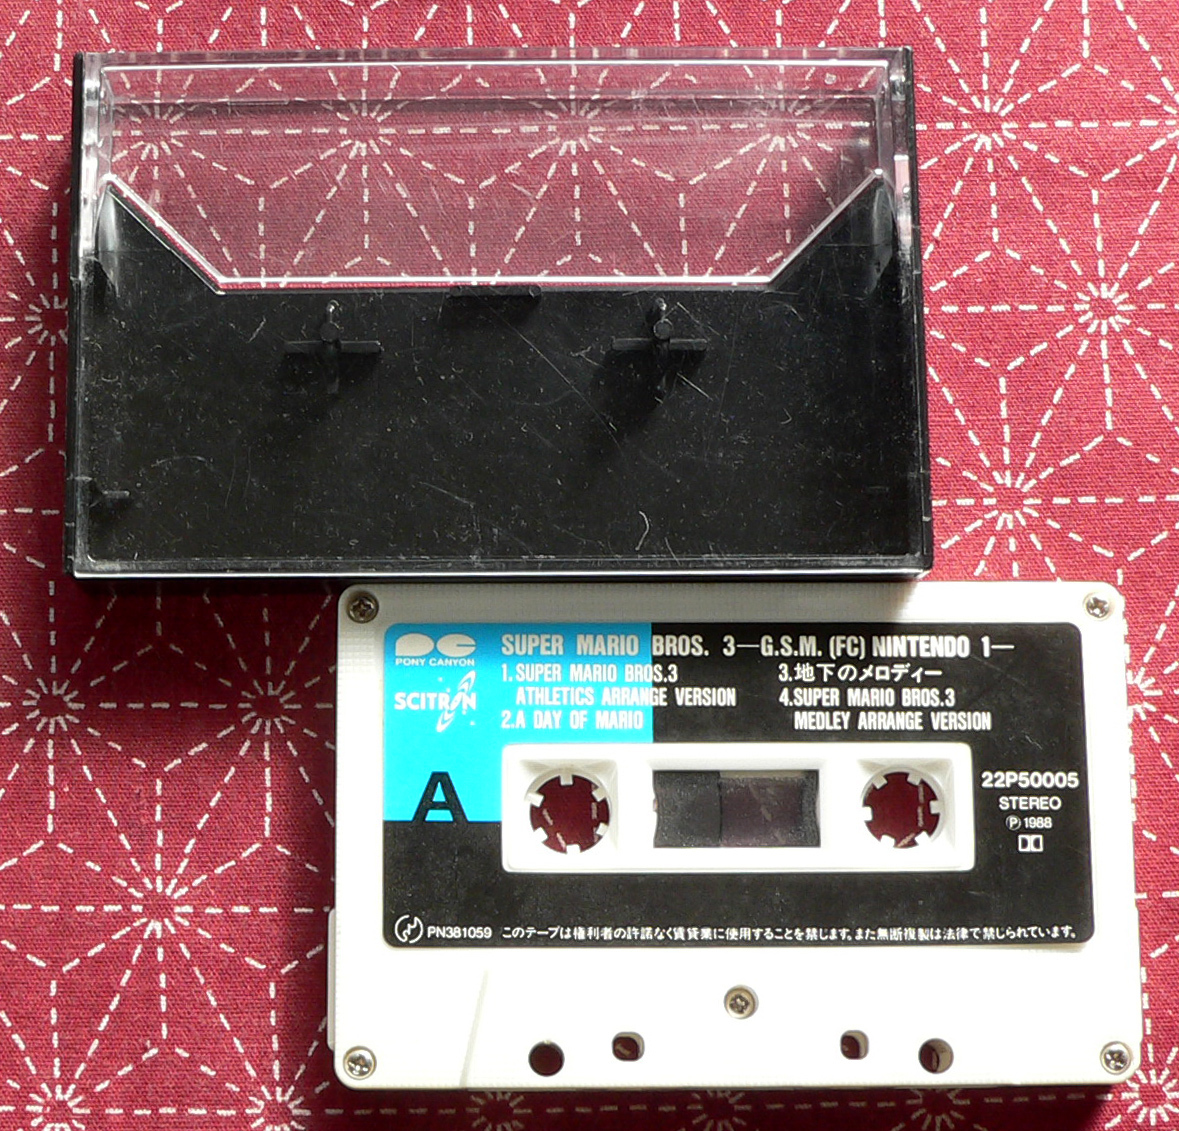 PONY CANYON
SCITRON
SUPER MARIO BROS. 3—G.S.M. (FC) NINTENDO 1—
1. SUPER MARIO BROS.3
ATHLETICS ARRANGE VERSION
2.A DAY OF MARIO
3.地下のメロディー
4.SUPER MARIO BROS.3
MEDLEY ARRANGE VERSION
A
22P50005
STEREO
Ⓟ1988
PN381059 このテープは権利者の許諾なく賃貸業に使用することを禁じます。また無断複製は法律で禁じられています。